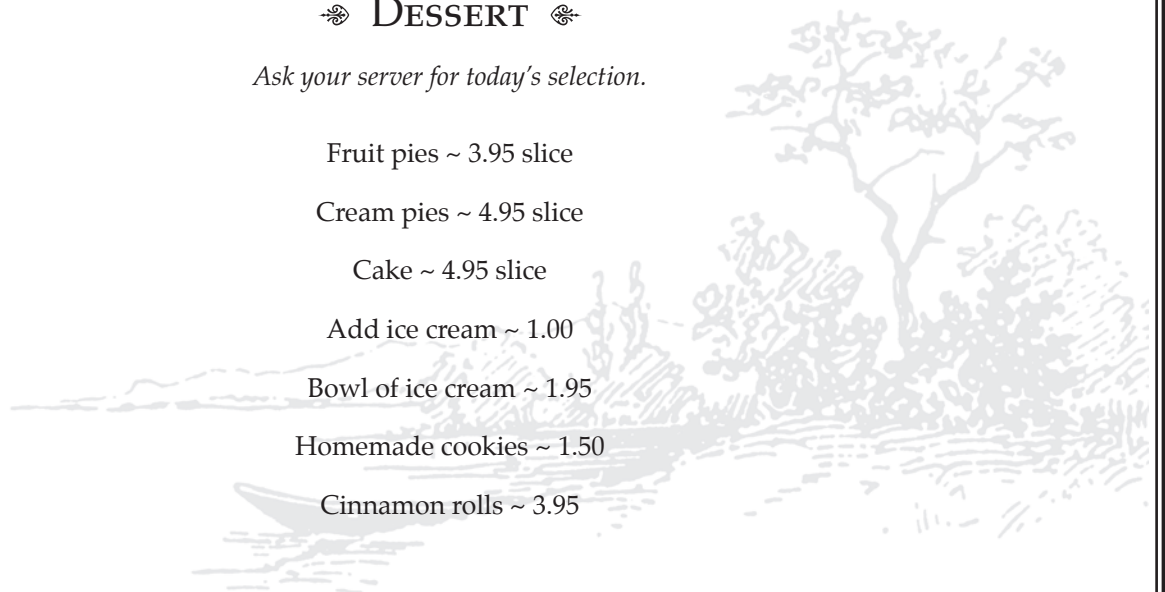 Dessert
Ask your server for today's selection.
Fruit pies ~ 3.95 slice
Cream pies ~ 4.95 slice
Cake ~ 4.95 slice
Add ice cream ~ 1.00
Bowl of ice cream ~ 1.95
Homemade cookies ~ 1.50
Cinnamon rolls ~ 3.95